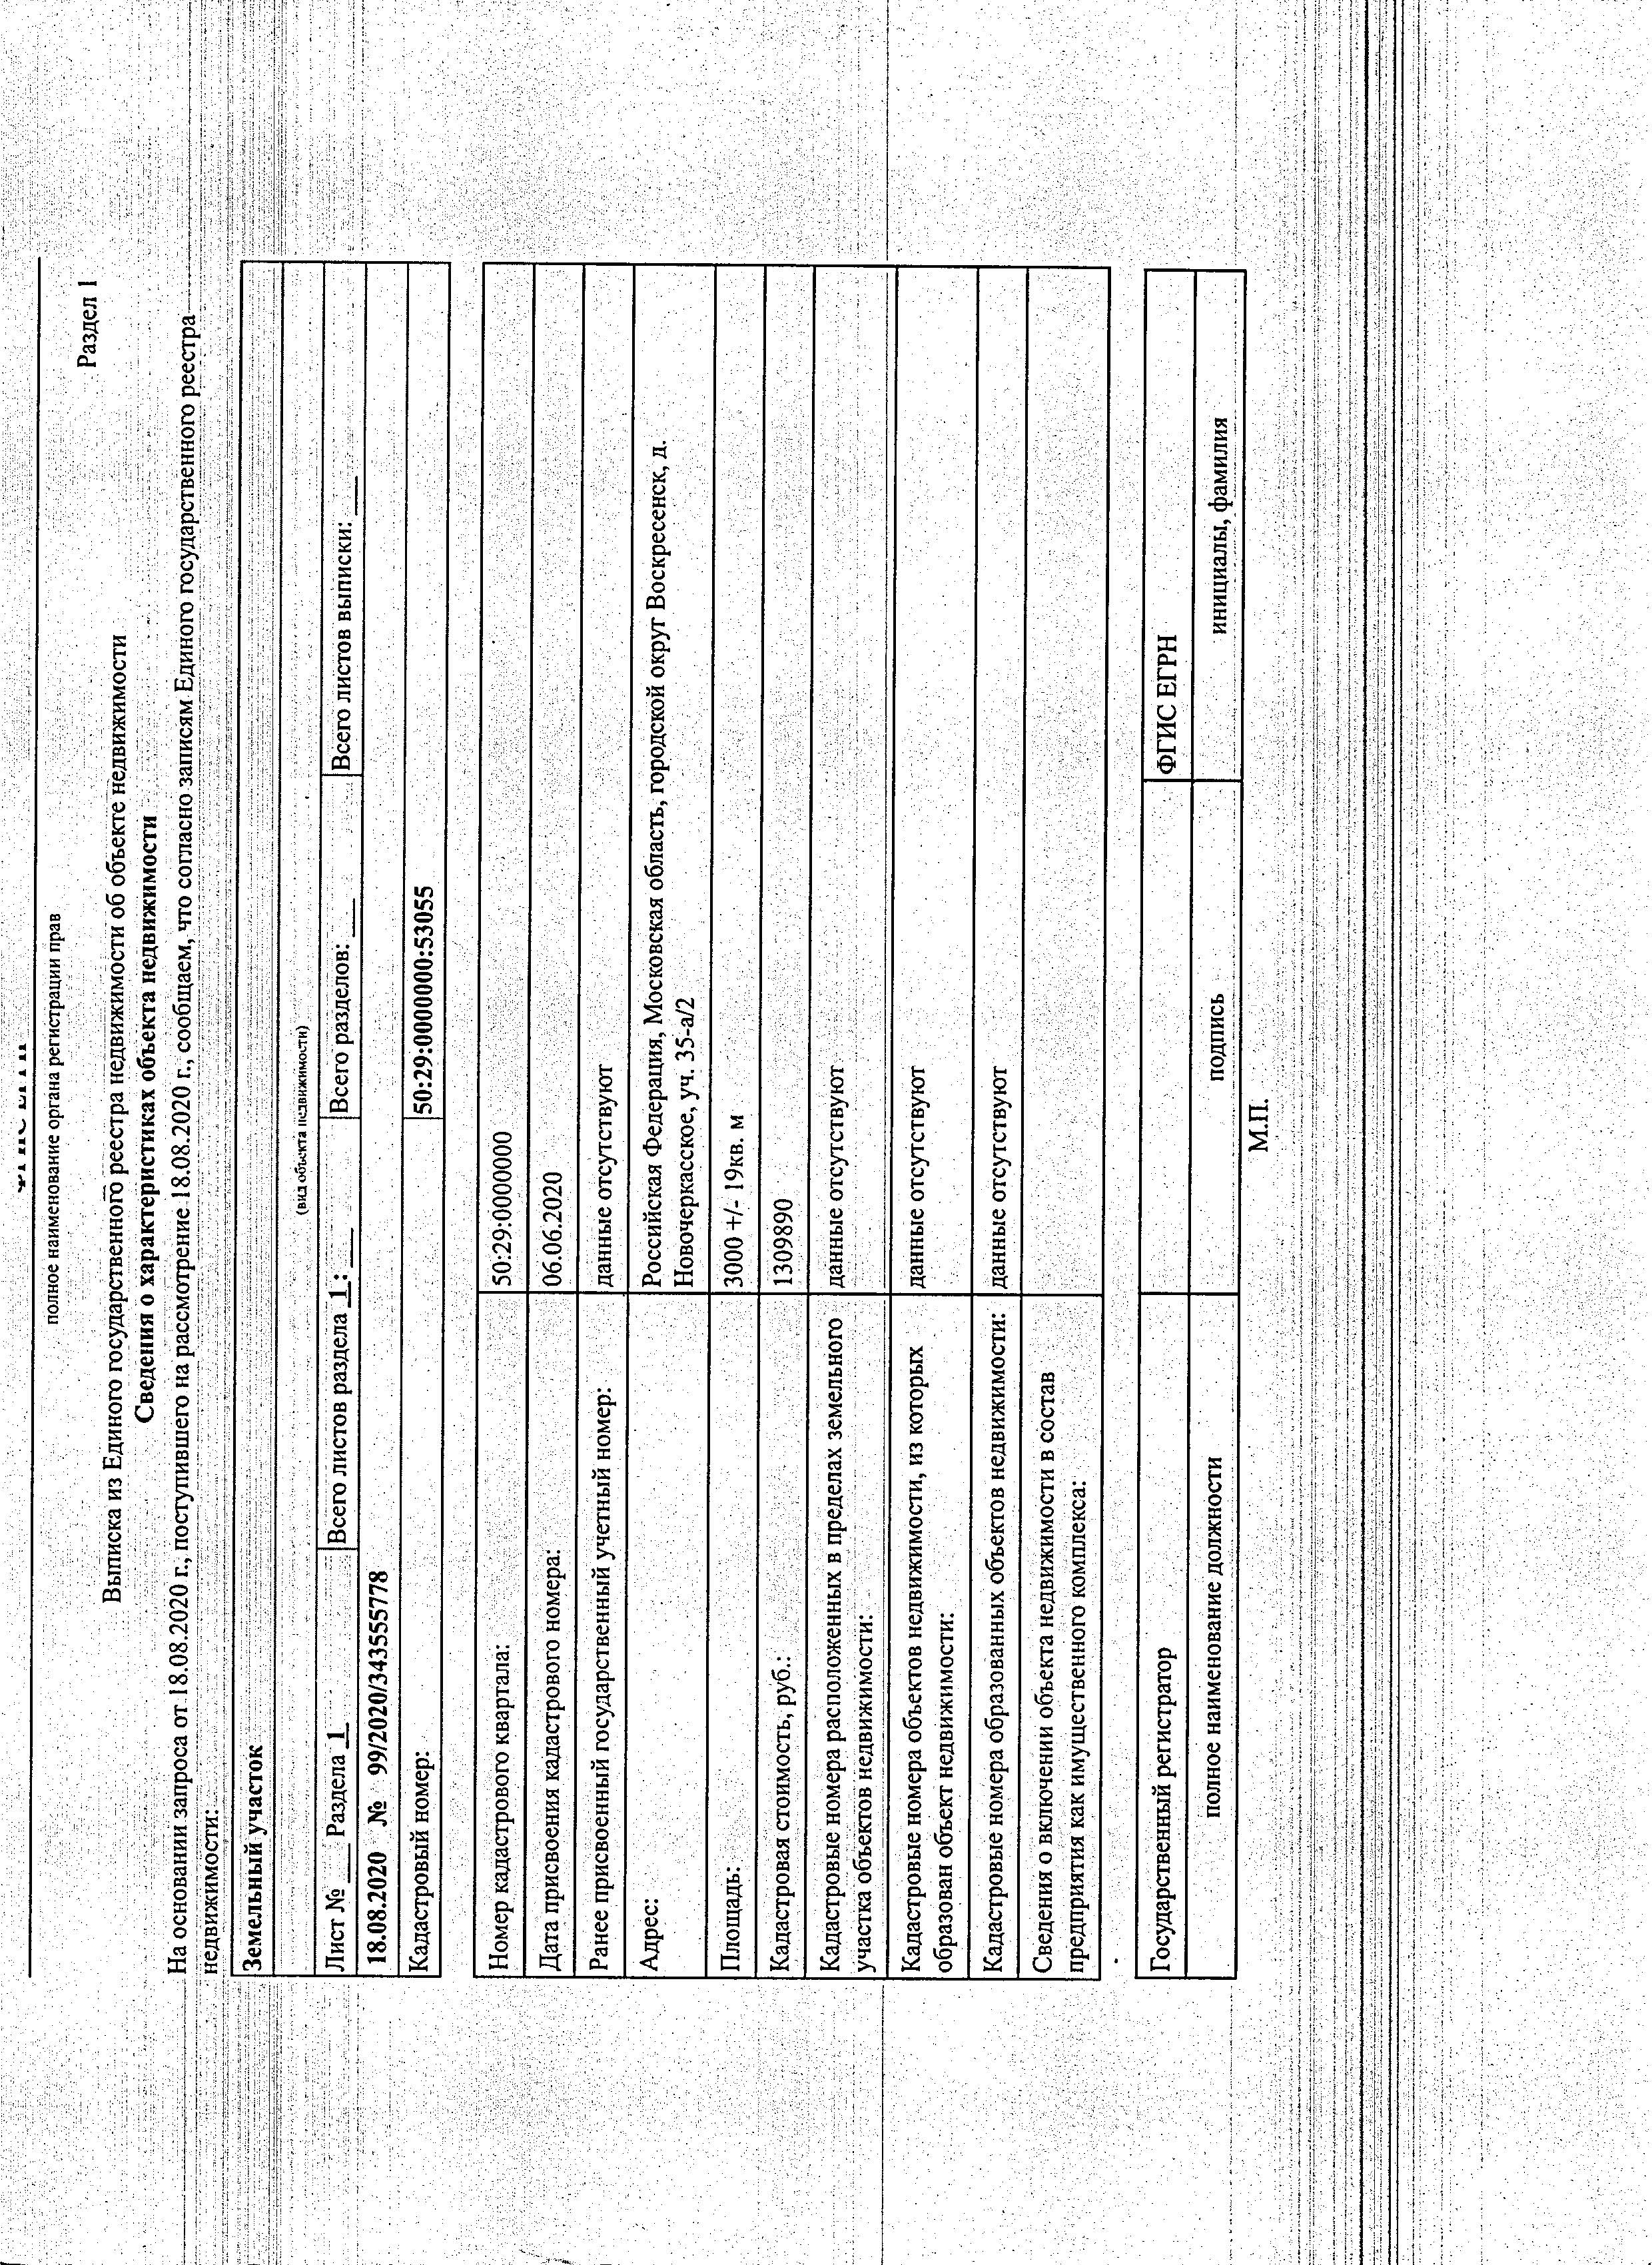 полное наименование органа регистрации прав
Раздел 1
Выписка из Единого государственного реестра недвижимости об объекте недвижимости
Сведения о характеристиках объекта недвижимости
На основании запроса от 18.08.2020 г., поступившего на рассмотрение 18.08.2020 г., сообщаем, что согласно записям Единого государственного реестра
недвижимости:
Земельный участок
(вид объекта недвижимости)
Лист № ___ Раздела 1 Всего листов раздела 1: ___ Всего разделов: ___ Всего листов выписки: ___
18.08.2020 № 99/2020/343555778
Кадастровый номер: 50:29:0000000:53055
Номер кадастрового квартала: 50:29:0000000
Дата присвоения кадастрового номера: 06.06.2020
Ранее присвоенный государственный учетный номер: данные отсутствуют
Адрес: Российская Федерация, Московская область, городской округ Воскресенск, д.
Новочеркасское, уч. 35-а/2
Площадь: 3000 +/- 19кв. м
Кадастровая стоимость, руб.: 1309890
Кадастровые номера расположенных в пределах земельного данные отсутствуют
участка объектов недвижимости:
Кадастровые номера объектов недвижимости, из которых данные отсутствуют
образован объект недвижимости:
Кадастровые номера образованных объектов недвижимости: данные отсутствуют
Сведения о включении объекта недвижимости в состав
предприятия как имущественного комплекса:
Государственный регистратор ФГИС ЕГРН
полное наименование должности подпись инициалы, фамилия
М.П.